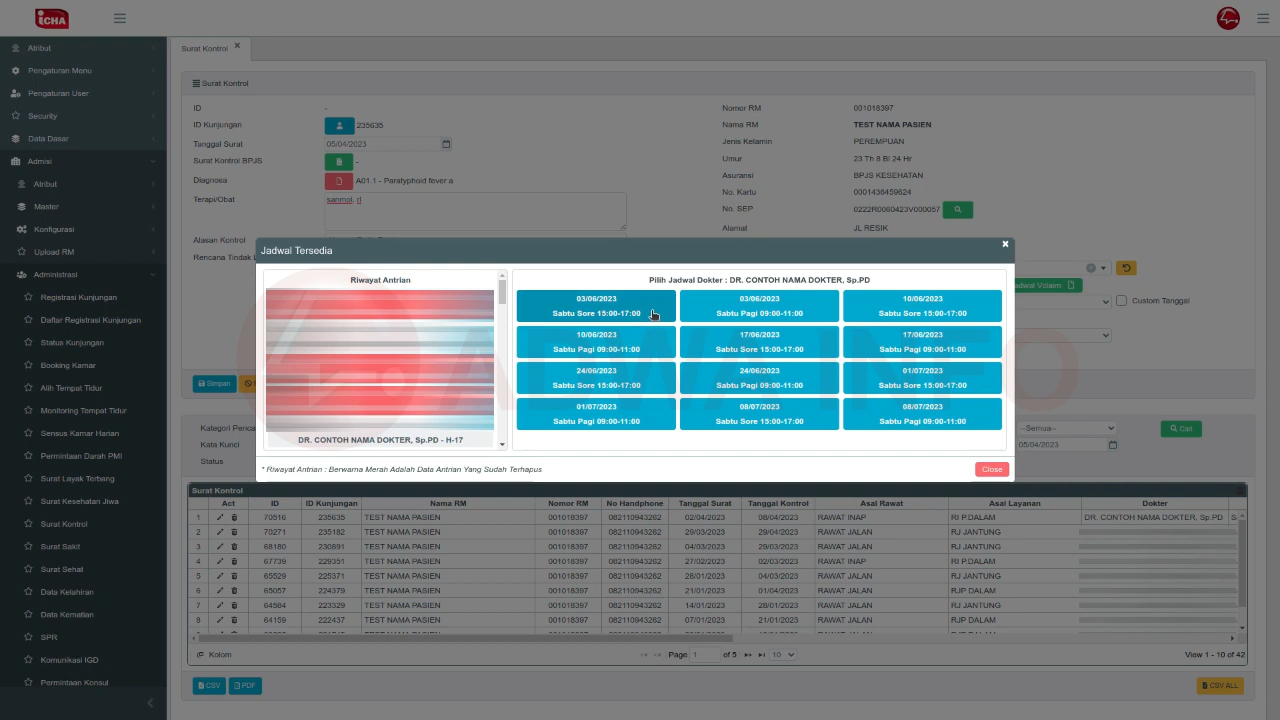 iCHA
Atribut
Pengaturan Menu
Pengaturan User
Security
Data Dasar
Admisi
Atribut
Master
Konfigurasi
Upload RM
Administrasi
Registrasi Kunjungan
Daftar Registrasi Kunjungan
Status Kunjungan
Booking Kamar
Alih Tempat Tidur
Monitoring Tempat Tidur
Sensus Kamar Harian
Permintaan Darah PMI
Surat Layak Terbang
Surat Kesehatan Jiwa
Surat Kontrol
Surat Sakit
Surat Sehat
Data Kelahiran
Data Kematian
SPR
Komunikasi IGD
Permintaan Konsul
Surat Kontrol
Surat Kontrol
ID -
ID Kunjungan 235635
Tanggal Surat 05/04/2023
Surat Kontrol BPJS -
Diagnosa A01.1 - Paratyphoid fever a
Terapi/Obat sanmol, rl
Alasan Kontrol
Rencana Tindak L
Nomor RM 001018397
Nama RM TEST NAMA PASIEN
Jenis Kelamin PEREMPUAN
Umur 23 Th 8 Bl 24 Hr
Asuransi BPJS KESEHATAN
No. Kartu 0001436459624
No. SEP 0222R0060423V000057
Alamat JL RESIK
Custom Tanggal
Simpan
Jadwal Tersedia
Riwayat Antrian
DR. CONTOH NAMA DOKTER, Sp.PD - H-17
Pilih Jadwal Dokter : DR. CONTOH NAMA DOKTER, Sp.PD
03/06/2023 03/06/2023 10/06/2023
Sabtu Sore 15:00-17:00 Sabtu Pagi 09:00-11:00 Sabtu Sore 15:00-17:00
10/06/2023 17/06/2023 17/06/2023
Sabtu Pagi 09:00-11:00 Sabtu Sore 15:00-17:00 Sabtu Pagi 09:00-11:00
24/06/2023 24/06/2023 01/07/2023
Sabtu Sore 15:00-17:00 Sabtu Pagi 09:00-11:00 Sabtu Sore 15:00-17:00
01/07/2023 08/07/2023 08/07/2023
Sabtu Pagi 09:00-11:00 Sabtu Sore 15:00-17:00 Sabtu Pagi 09:00-11:00
* Riwayat Antrian : Berwarna Merah Adalah Data Antrian Yang Sudah Terhapus
Close
Kategori Penca
Kata Kunci
Status
--Semua--
05/04/2023
Cari
Surat Kontrol
Act ID ID Kunjungan Nama RM Nomor RM No Handphone Tanggal Surat Tanggal Kontrol Asal Rawat Asal Layanan Dokter
1 70516 235635 TEST NAMA PASIEN 001018397 082110943262 02/04/2023 08/04/2023 RAWAT INAP RI P.DALAM DR. CONTOH NAMA DOKTER, Sp.PD S
2 70271 235182 TEST NAMA PASIEN 001018397 082110943262 29/03/2023 29/04/2023 RAWAT JALAN RJ JANTUNG
3 68180 230891 TEST NAMA PASIEN 001018397 082110943262 04/03/2023 29/03/2023 RAWAT JALAN RJ JANTUNG
4 67739 229351 TEST NAMA PASIEN 001018397 082110943262 27/02/2023 02/03/2023 RAWAT INAP RI P.DALAM
5 65529 225371 TEST NAMA PASIEN 001018397 082110943262 28/01/2023 04/03/2023 RAWAT JALAN RJ JANTUNG
6 65057 224379 TEST NAMA PASIEN 001018397 082110943262 21/01/2023 01/04/2023 RAWAT JALAN RJP DALAM
7 64584 223329 TEST NAMA PASIEN 001018397 082110943262 14/01/2023 28/01/2023 RAWAT JALAN RJ JANTUNG
8 64159 222437 TEST NAMA PASIEN 001018397 082110943262 07/01/2023 21/01/2023 RAWAT JALAN RJP DALAM
Kolom
Page 1 of 5 10
View 1 - 10 of 42
CSV PDF
CSV ALL